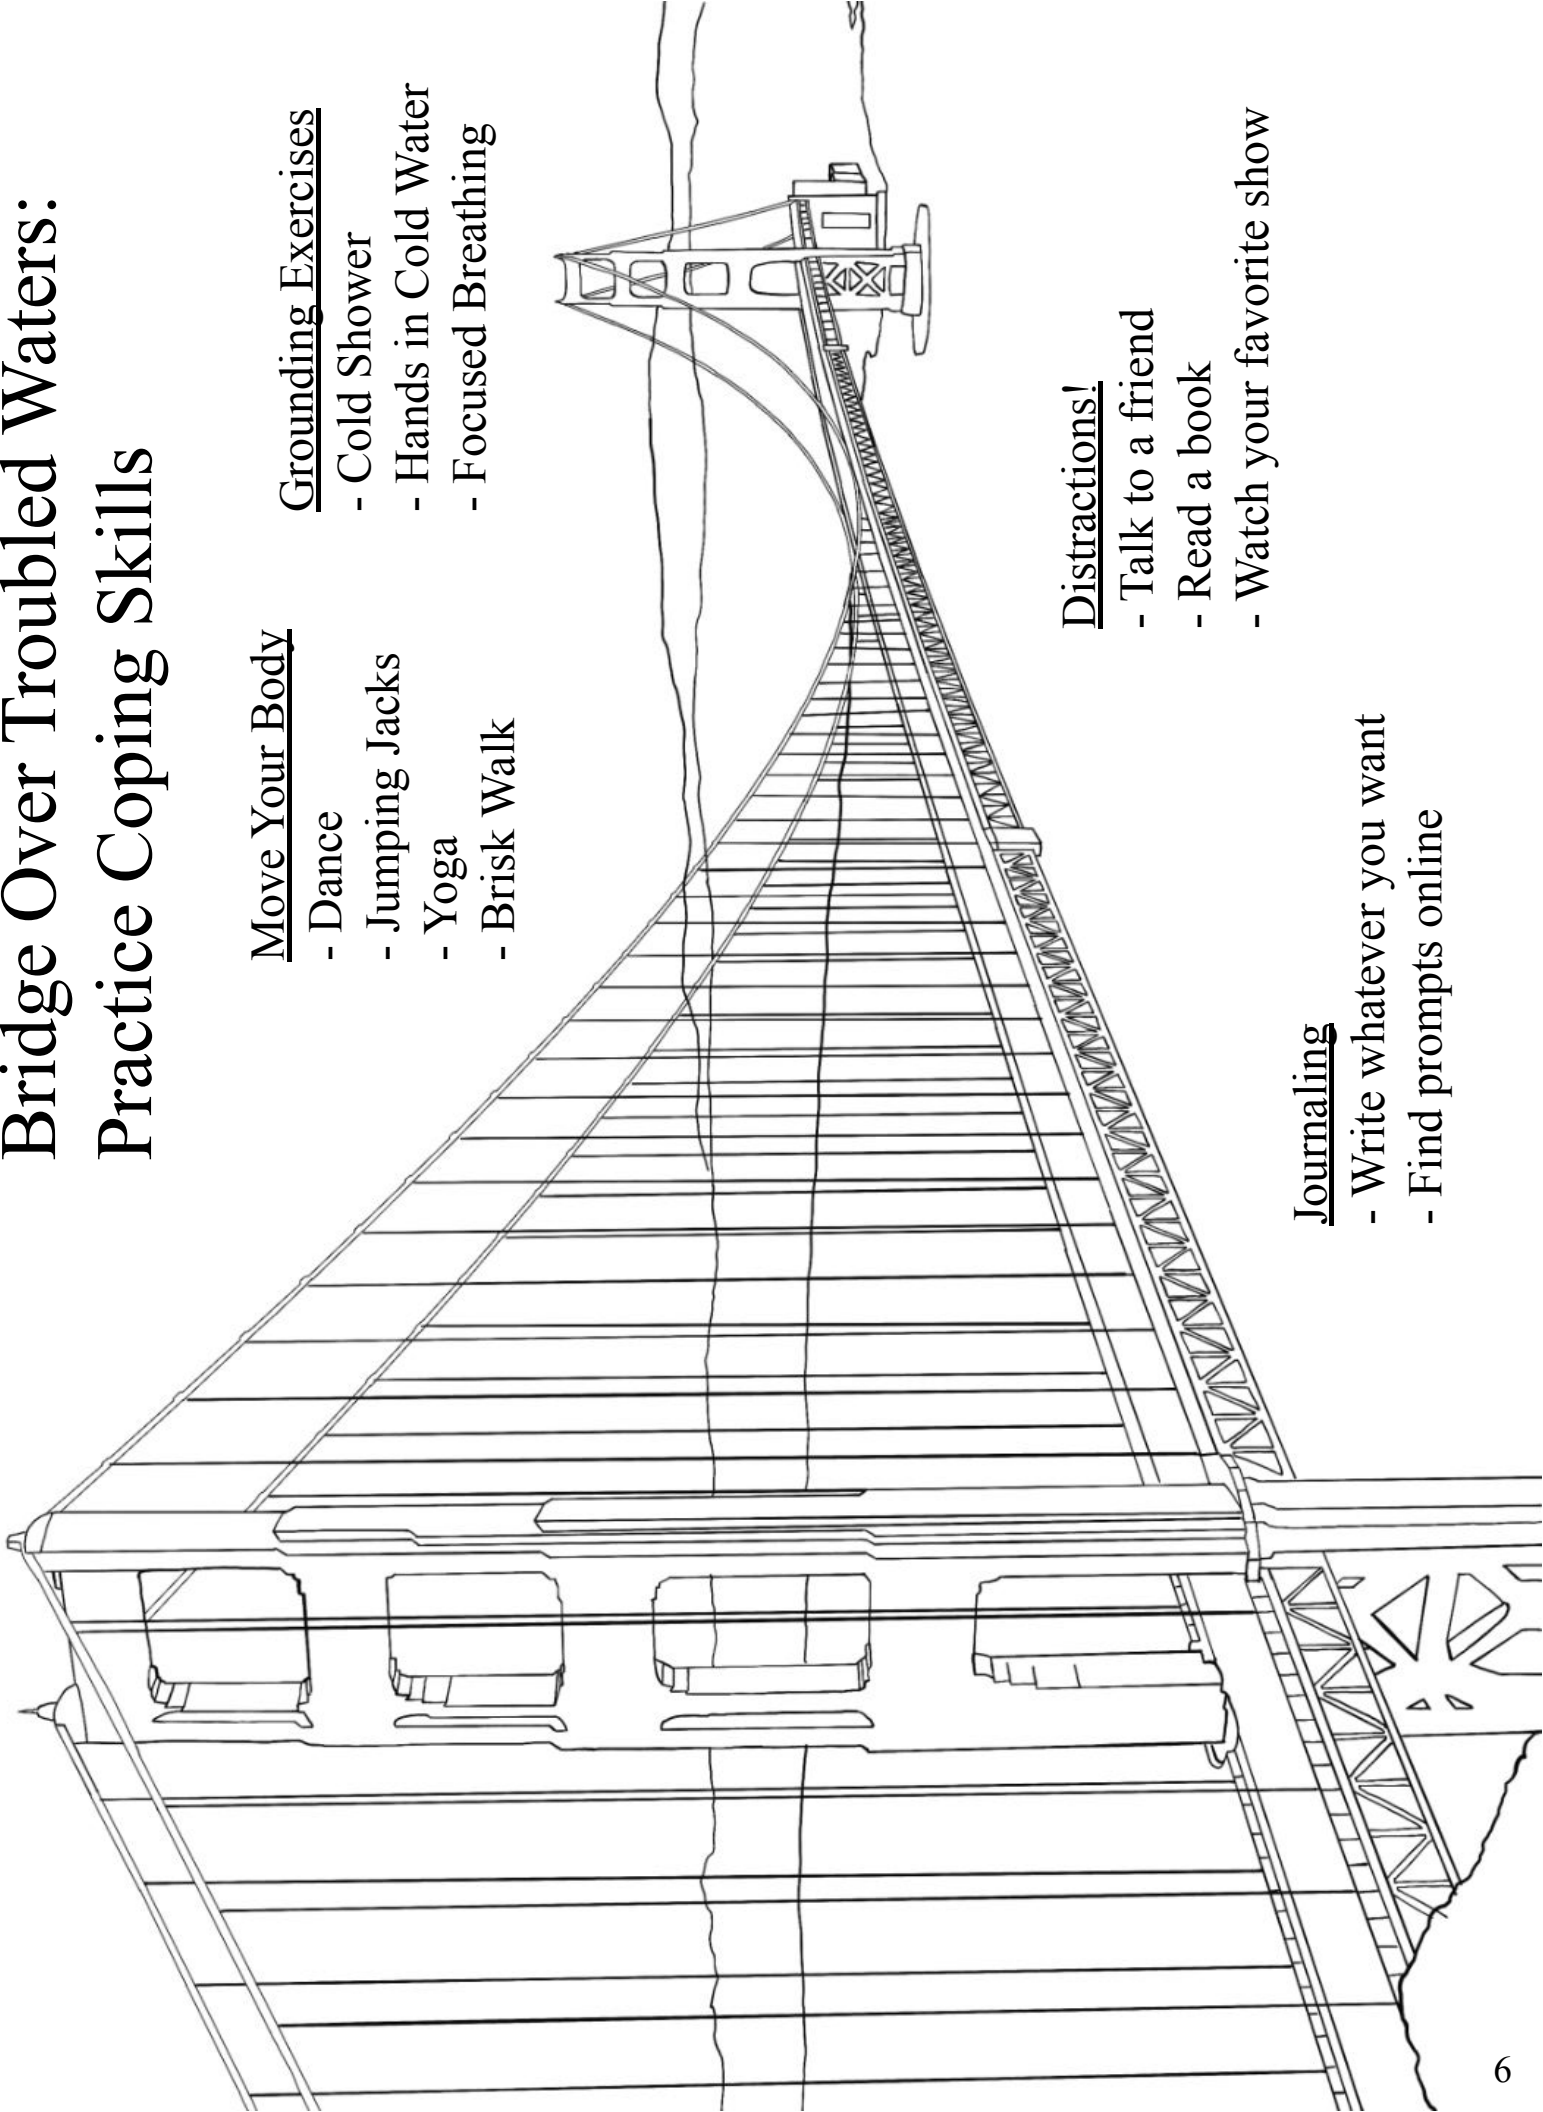 Bridge Over Troubled Waters:
Practice Coping Skills
Move Your Body
- Dance
- Jumping Jacks
- Yoga
- Brisk Walk
Grounding Exercises
- Cold Shower
- Hands in Cold Water
- Focused Breathing
Journaling
- Write whatever you want
- Find prompts online
Distractions!
- Talk to a friend
- Read a book
- Watch your favorite show
6